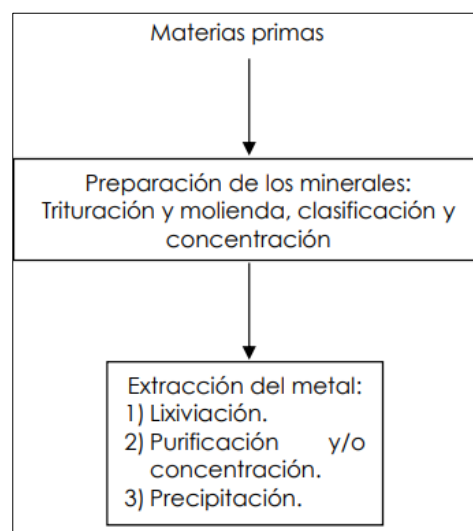 Materias primas
Preparación de los minerales:
Trituración y molienda, clasificación y
concentración
Extracción del metal:
1) Lixiviación.
2) Purificación y/o
concentración.
3) Precipitación.